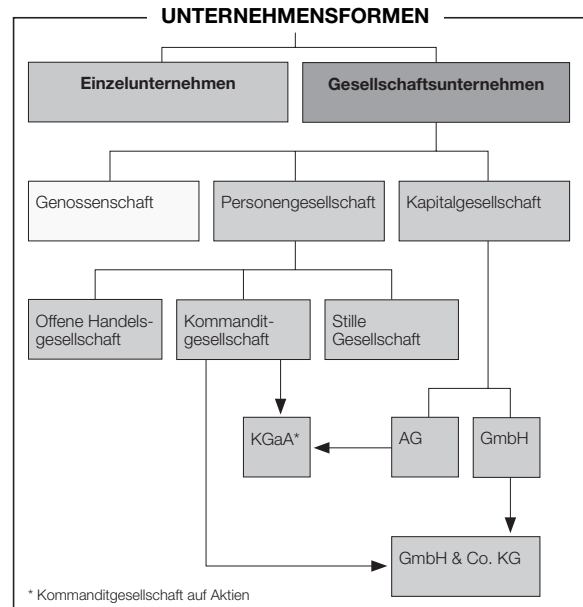 UNTERNEHMENSFORMEN
Einzelunternehmen
Gesellschaftsunternehmen
Genossenschaft
Personengesellschaft
Kapitalgesellschaft
Offene Handels-
gesellschaft
Kommandit-
gesellschaft
Stille
Gesellschaft
KGaA*
AG
GmbH
GmbH & Co. KG
* Kommanditgesellschaft auf Aktien